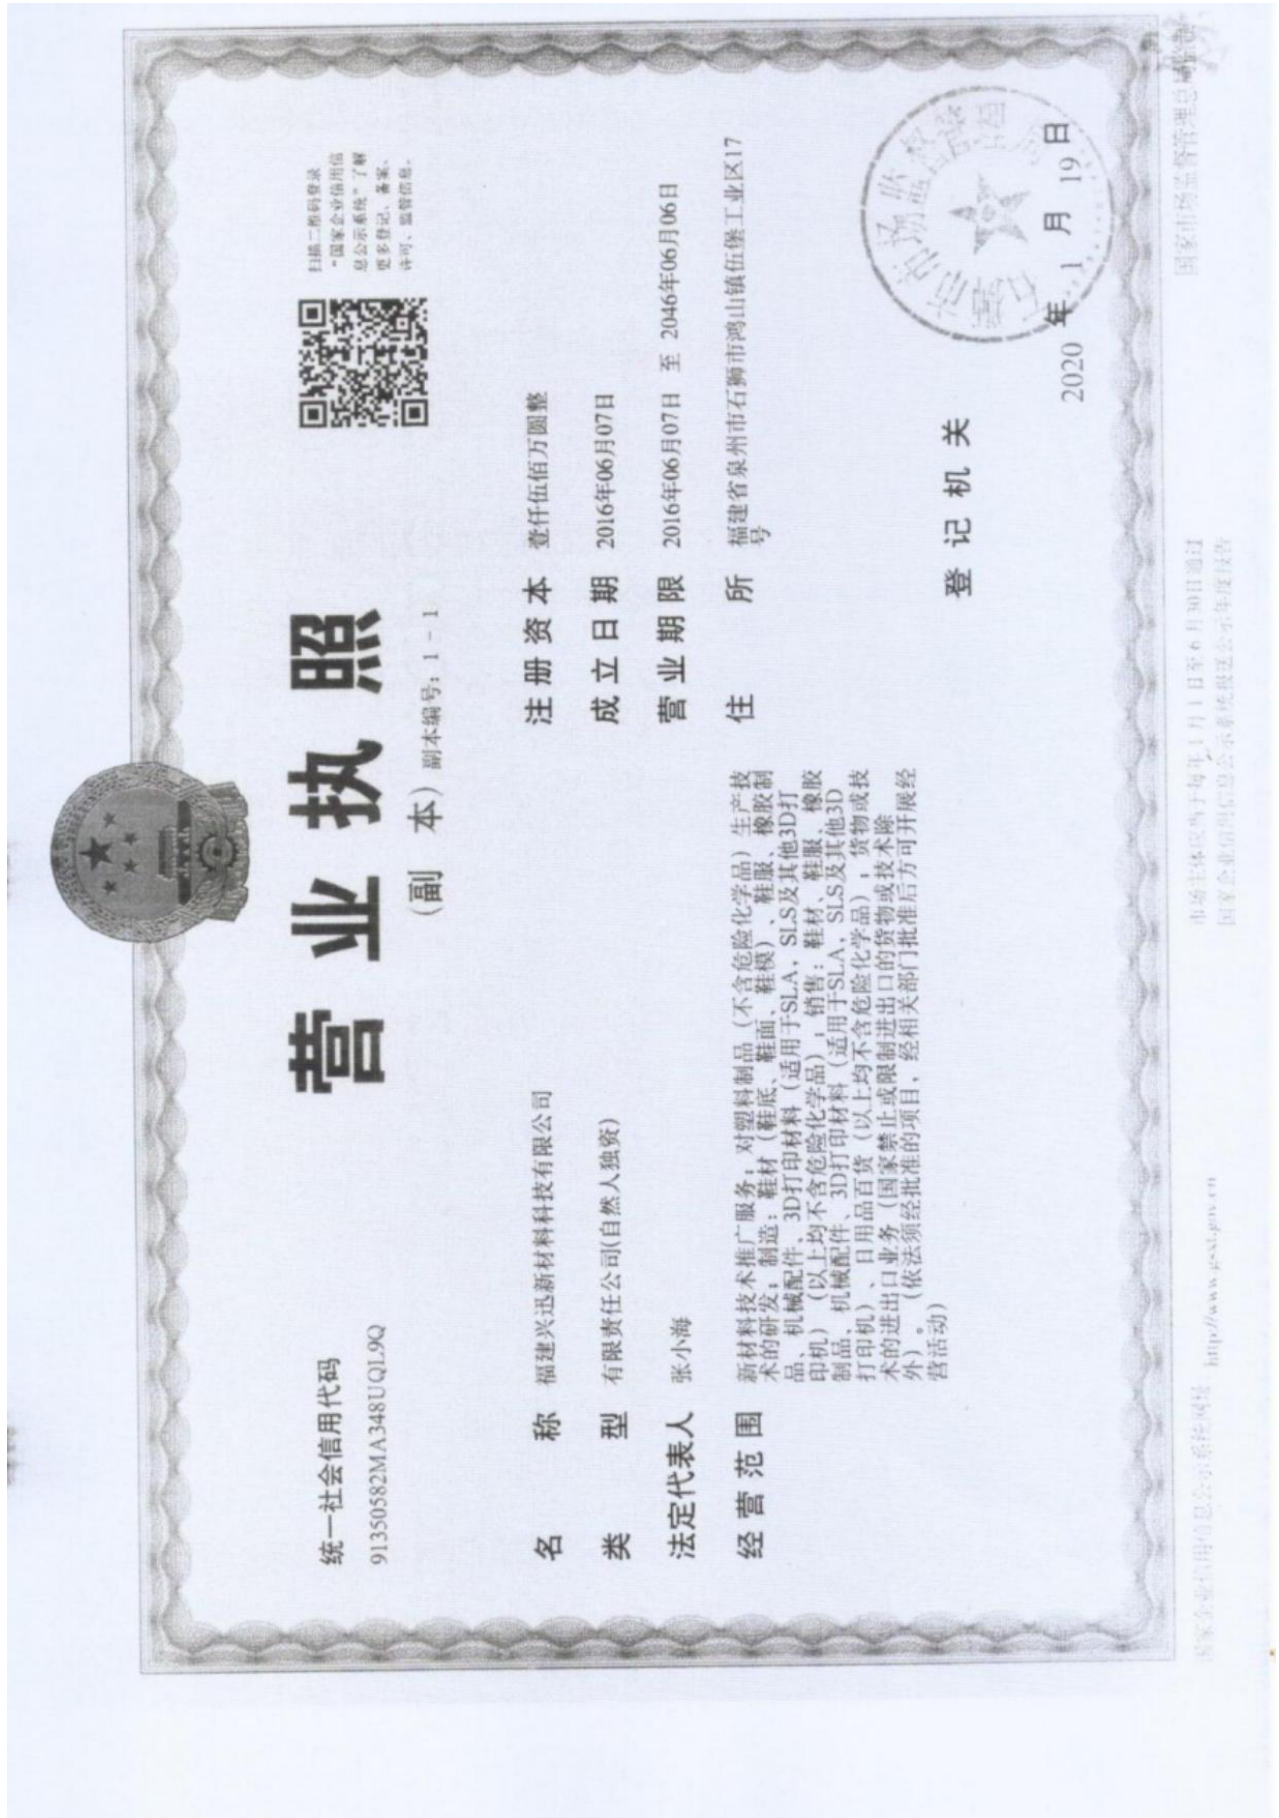 统一社会信用代码
91350582MA348UQL9Q
营业执照
（副 本）
副本编号：1-1
扫描二维码登录
“国家企业信用信
息公示系统”了解
更多登记、备案、
许可、监管信息。
名 称 福建兴迅新材料科技有限公司
类 型 有限责任公司(自然人独资)
法定代表人 张小海
经营范围 新材料技术推广服务；对塑料制品（不含危险化学品）生产技
术的研发；制造：鞋材（鞋底、鞋面、鞋模）、鞋服、橡胶制
品、机械配件、3D打印材料（适用于SLA，SLS及其他3D打
印机）（以上均不含危险化学品）；销售：鞋材、鞋服、橡胶
制品、机械配件、3D打印材料（适用于SLA，SLS及其他3D
打印机）、日用品百货（以上均不含危险化学品），货物或技
术的进出口业务（国家禁止或限制进出口的货物或技术除
外）。（依法须经批准的项目，经相关部门批准后方可开展经
营活动）
注册资本 壹仟伍佰万圆整
成立日期 2016年06月07日
营业期限 2016年06月07日 至 2046年06月06日
住 所 福建省泉州市石狮市鸿山镇伍堡工业区17
号
登记机关
2020 年 1 月 19 日
国家企业信用信息公示系统网址 http://www.gsxt.gov.cn
市场主体应当于每年1月1日至6月30日通过
国家企业信用信息公示系统报送公示年度报告
国家市场监督管理总局监制